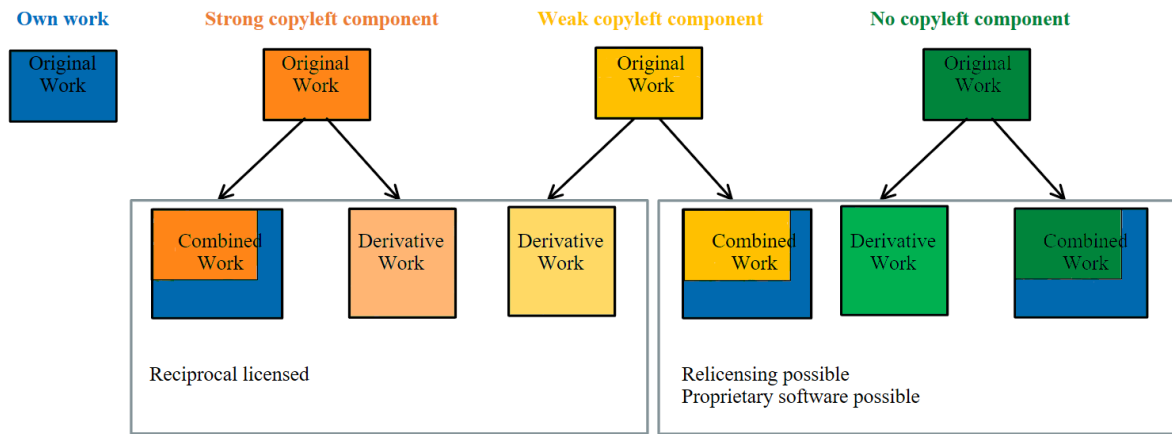 Own work
Strong copyleft component
Weak copyleft component
No copyleft component
Original
Work
Original
Work
Original
Work
Original
Work
Combined
Work
Derivative
Work
Derivative
Work
Combined
Work
Derivative
Work
Combined
Work
Reciprocal licensed
Relicensing possible
Proprietary software possible